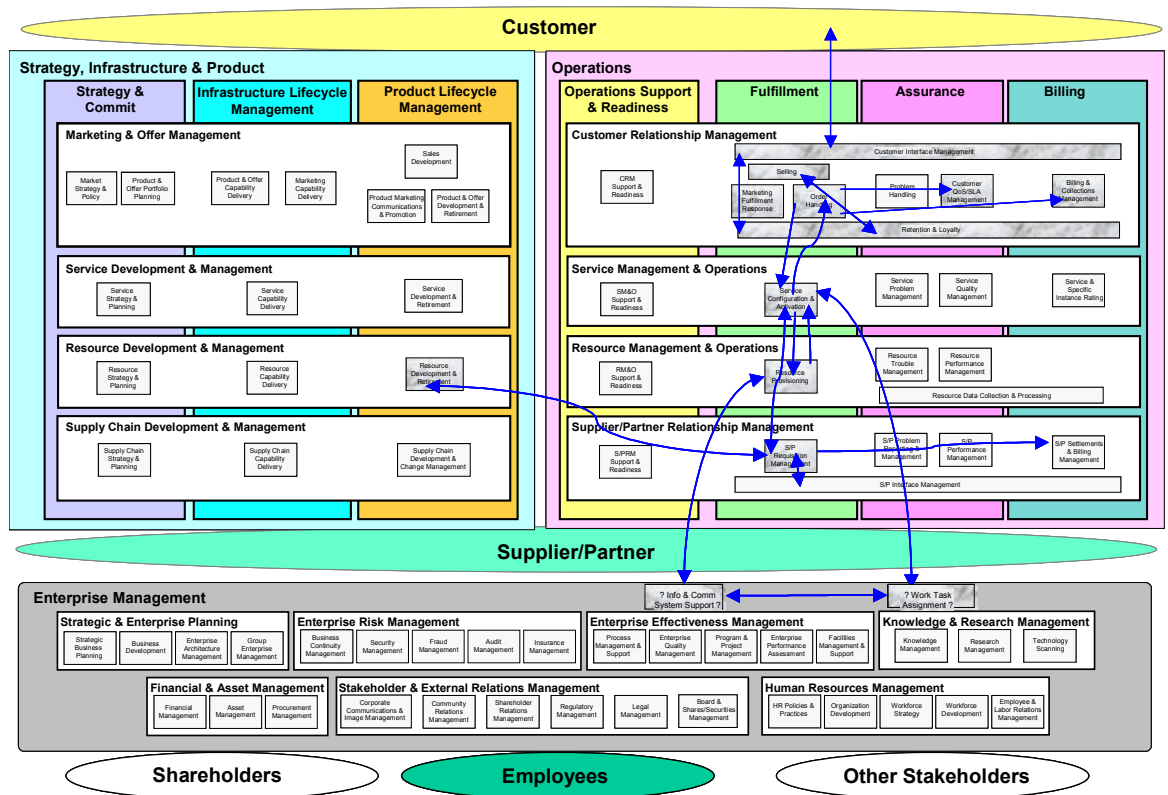 Customer
Strategy, Infrastructure & Product
Operations
Strategy &
Commit
Infrastructure Lifecycle
Management
Product Lifecycle
Management
Operations Support
& Readiness
Fulfillment
Assurance
Billing
Marketing & Offer Management
Sales
Development
Market
Strategy &
Policy
Product &
Offer Portfolio
Planning
Product & Offer
Capability
Delivery
Marketing
Capability
Delivery
Product Marketing
Communications
& Promotion
Product & Offer
Development &
Retirement
Customer Relationship Management
Customer Interface Management
Selling
CRM
Support &
Readiness
Marketing
Fulfillment
Response
Order
Handling
Problem
Handling
Customer
QoS/SLA
Management
Billing &
Collections
Management
Retention & Loyalty
Service Development & Management
Service
Strategy &
Planning
Service
Capability
Delivery
Service
Development &
Retirement
Service Management & Operations
SM&O
Support &
Readiness
Service
Configuration &
Activation
Service
Problem
Management
Service
Quality
Management
Service &
Specific
Instance Rating
Resource Development & Management
Resource
Strategy &
Planning
Resource
Capability
Delivery
Resource
Development &
Retirement
Resource Management & Operations
RM&O
Support &
Readiness
Resource
Provisioning
Resource
Trouble
Management
Resource
Performance
Management
Resource Data Collection & Processing
Supply Chain Development & Management
Supply Chain
Strategy &
Planning
Supply Chain
Capability
Delivery
Supply Chain
Development &
Change Management
Supplier/Partner Relationship Management
S/PRM
Support &
Readiness
S/P
Requisition
Management
S/P Problem
Reporting &
Management
S/P
Performance
Management
S/P Settlements
& Billing
Management
S/P Interface Management
Supplier/Partner
Enterprise Management
? Info & Comm
System Support ?
? Work Task
Assignment ?
Strategic & Enterprise Planning
Strategic
Business
Planning
Business
Development
Enterprise
Architecture
Management
Group
Enterprise
Management
Enterprise Risk Management
Business
Continuity
Management
Security
Management
Fraud
Management
Audit
Management
Insurance
Management
Enterprise Effectiveness Management
Process
Management
& Support
Enterprise
Quality
Management
Program &
Project
Management
Enterprise
Performance
Assessment
Facilities
Management
& Support
Knowledge & Research Management
Knowledge
Management
Research
Management
Technology
Scanning
Financial & Asset Management
Financial
Management
Asset
Management
Procurement
Management
Stakeholder & External Relations Management
Corporate
Communications &
Image Management
Community
Relations
Management
Shareholder
Relations
Management
Regulatory
Management
Legal
Management
Board &
Shares/Securities
Management
Human Resources Management
HR Policies &
Practices
Organization
Development
Workforce
Strategy
Workforce
Development
Employee &
Labor Relations
Management
Shareholders
Employees
Other Stakeholders